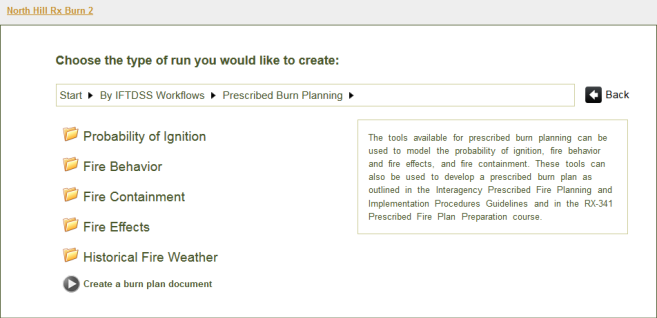 North Hill Rx Burn 2
Choose the type of run you would like to create:
Start By IFTDSS Workflows Prescribed Burn Planning
Back
Probability of Ignition
Fire Behavior
Fire Containment
Fire Effects
Historical Fire Weather
Create a burn plan document
The tools available for prescribed burn planning can be
used to model the probability of ignition, fire behavior
and fire effects, and fire containment. These tools can
also be used to develop a prescribed burn plan as
outlined in the Interagency Prescribed Fire Planning and
Implementation Procedures Guidelines and in the RX-341
Prescribed Fire Plan Preparation course.